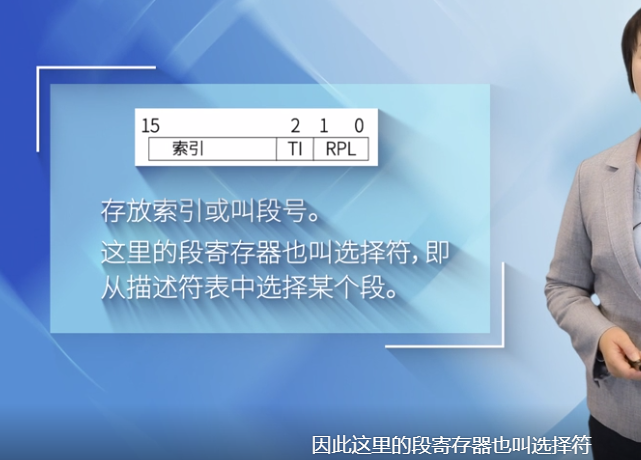 15 2 1 0
索引 TI RPL
存放索引或叫段号。
这里的段寄存器也叫选择符，即
从描述符表中选择某个段。
因此这里的段寄存器也叫选择符